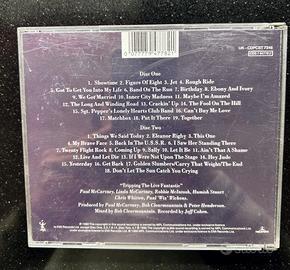 UK - CDPCST 7346
0 077779 477821
Disc One
1. Showtime 2. Figure Of Eight 3. Jet 4. Rough Ride
5. Got To Get You Into My Life 6. Band On The Run 7. Birthday 8. Ebony And Ivory
9. We Got Married 10. Inner City Madness 11. Maybe I'm Amazed
12. The Long And Winding Road 13. Crackin' Up 14. The Fool On The Hill
15. Sgt. Pepper's Lonely Hearts Club Band 16. Can't Buy Me Love
17. Matchbox 18. Put It There 19. Together
Disc Two
1. Things We Said Today 2. Eleanor Rigby 3. This One
4. My Brave Face 5. Back In The U.S.S.R. 6. I Saw Her Standing There
7. Twenty Flight Rock 8. Coming Up 9. Sally 10. Let It Be 11. Ain't That A Shame
12. Live And Let Die 13. If I Were Not Upon The Stage 14. Hey Jude
15. Yesterday 16. Get Back 17. Golden Slumbers/Carry That Weight/The End
18. Don't Let The Sun Catch You Crying
"Tripping The Live Fantastic"
Paul McCartney, Linda McCartney, Robbie McIntosh, Hamish Stuart
Chris Whitten, Paul 'Wix' Wickens.
Produced by Paul McCartney, Bob Clearmountain & Peter Henderson.
Mixed by Bob Clearmountain. Recorded by Jeff Cohen.